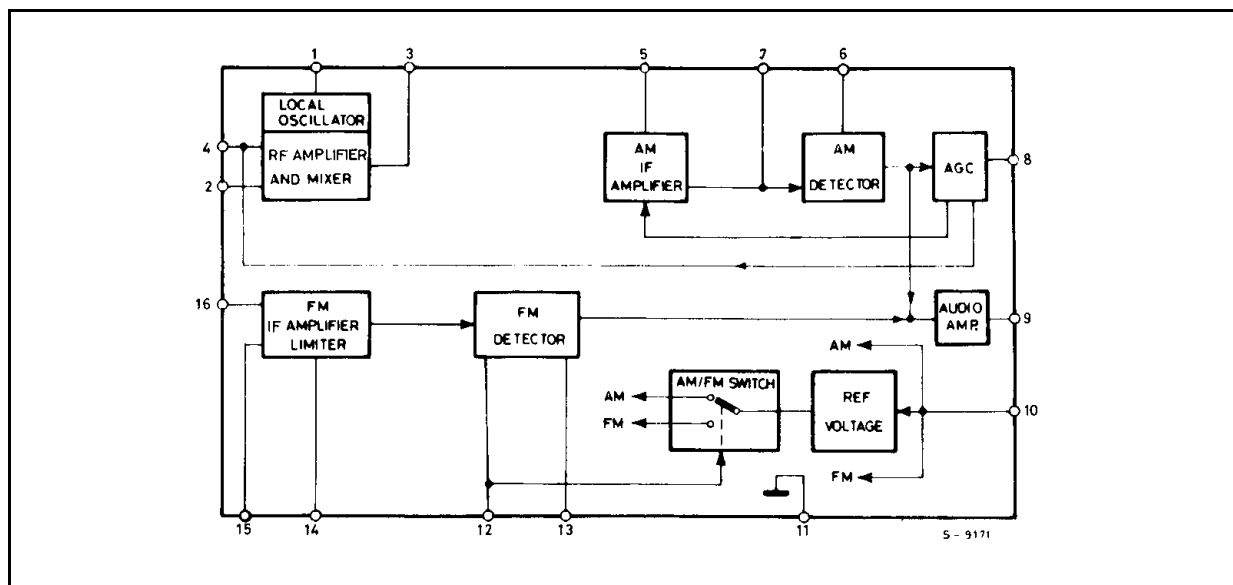 1 3 5 7 6
LOCAL
OSCILLATOR
4
RF AMPLIFIER
AND MIXER
2
AM
IF
AMPLIFIER
AM
DETECTOR
AGC
8
16
FM
IF AMPLIFIER
LIMITER
FM
DETECTOR
AUDIO
AMP.
9
AM
AM/FM SWITCH
AM
FM
REF
VOLTAGE
10
FM
15 14 12 13 11
S - 9171